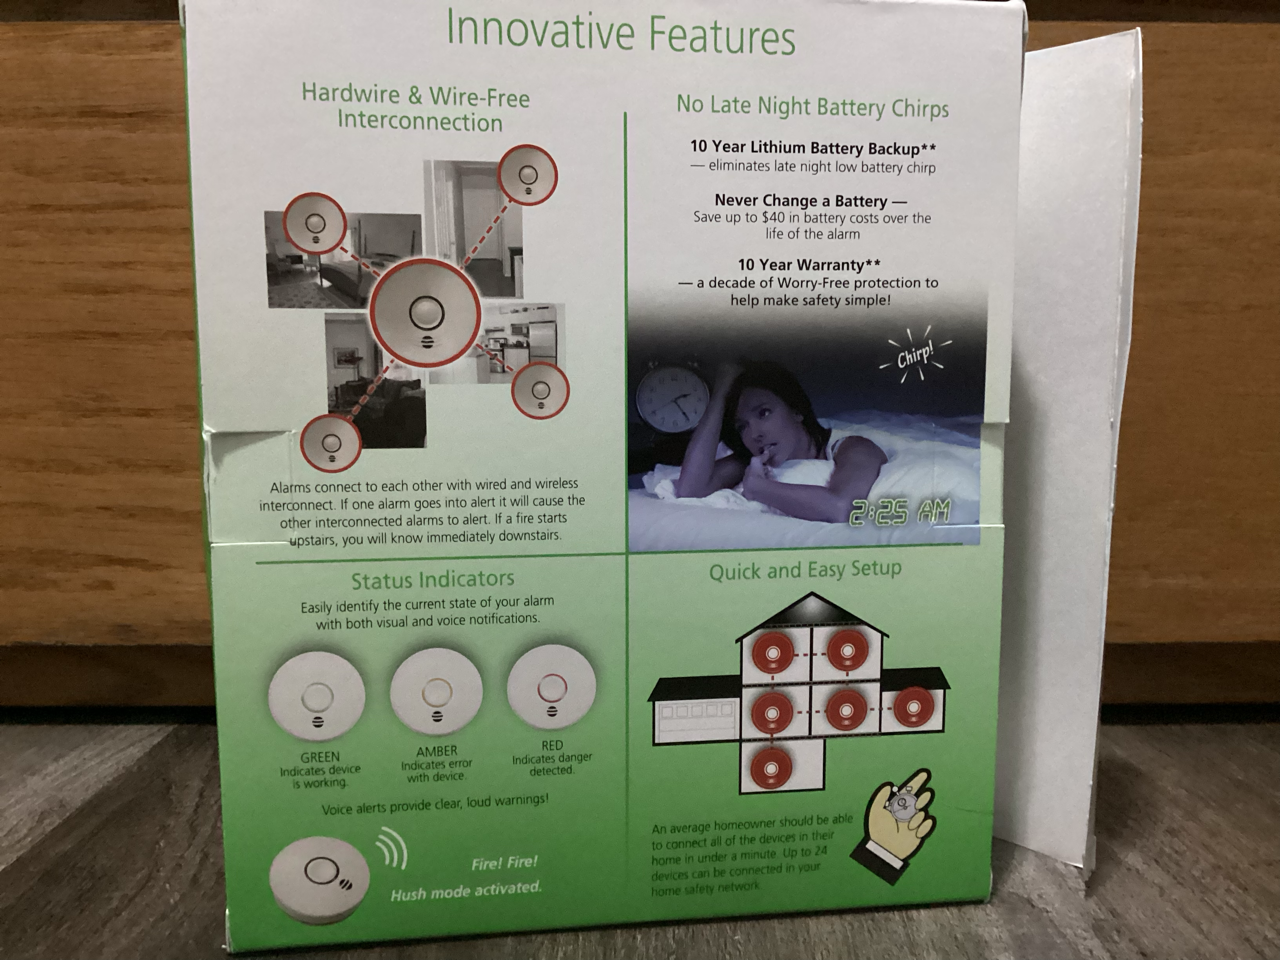 Innovative Features
Hardwire & Wire-Free
Interconnection
Alarms connect to each other with wired and wireless
interconnect. If one alarm goes into alert it will cause the
other interconnected alarms to alert. If a fire starts
upstairs, you will know immediately downstairs.
No Late Night Battery Chirps
10 Year Lithium Battery Backup**
— eliminates late night low battery chirp
Never Change a Battery —
Save up to $40 in battery costs over the
life of the alarm
10 Year Warranty**
— a decade of Worry-Free protection to
help make safety simple!
Chirp!
2:25 AM
Status Indicators
Easily identify the current state of your alarm
with both visual and voice notifications.
GREEN
Indicates device
is working.
AMBER
Indicates error
with device.
RED
Indicates danger
detected.
Voice alerts provide clear, loud warnings!
Fire! Fire!
Hush mode activated.
Quick and Easy Setup
An average homeowner should be able
to connect all of the devices in their
home in under a minute. Up to 24
devices can be connected in your
home safety network.